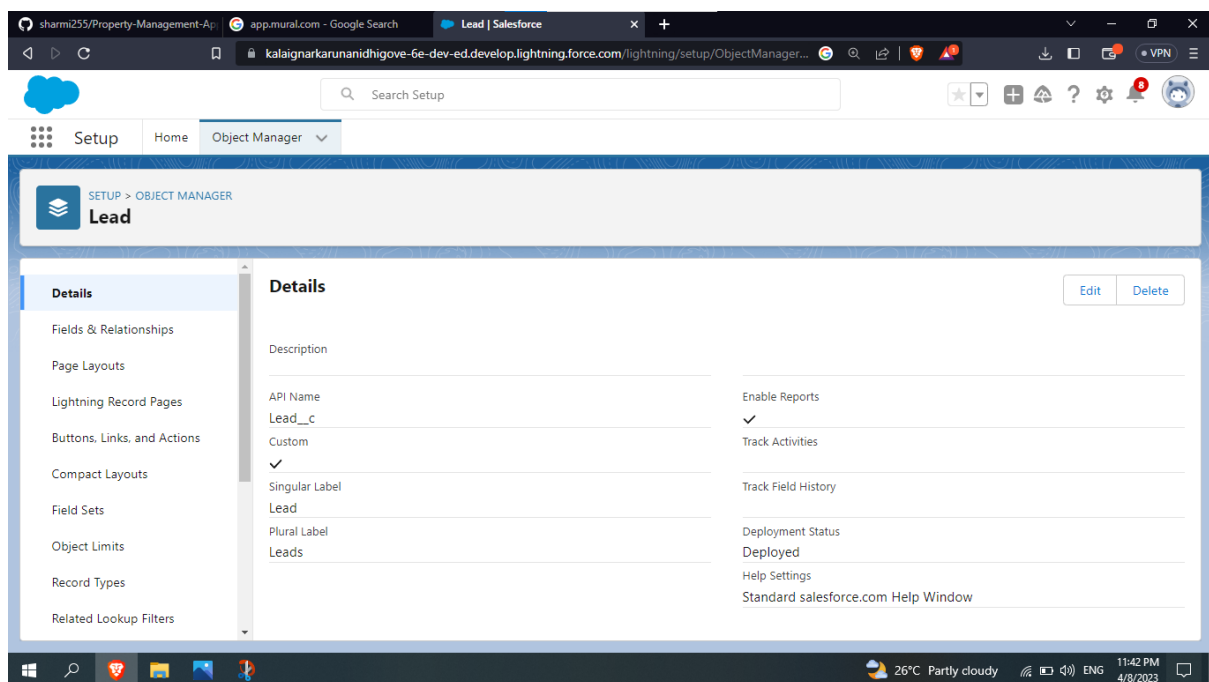 sharmi255/Property-Management-Ap
app.mural.com - Google Search
Lead | Salesforce
kalaignarkarunanidhigove-6e-dev-ed.develop.lightning.force.com/lightning/setup/ObjectManager...
VPN
Search Setup
8
Setup
Home
Object Manager
SETUP > OBJECT MANAGER
Lead
Details
Fields & Relationships
Page Layouts
Lightning Record Pages
Buttons, Links, and Actions
Compact Layouts
Field Sets
Object Limits
Record Types
Related Lookup Filters
Details
Edit
Delete
Description
API Name
Lead__c
Custom
Singular Label
Lead
Plural Label
Leads
Enable Reports
Track Activities
Track Field History
Deployment Status
Deployed
Help Settings
Standard salesforce.com Help Window
26°C Partly cloudy
ENG
11:42 PM
4/8/2023